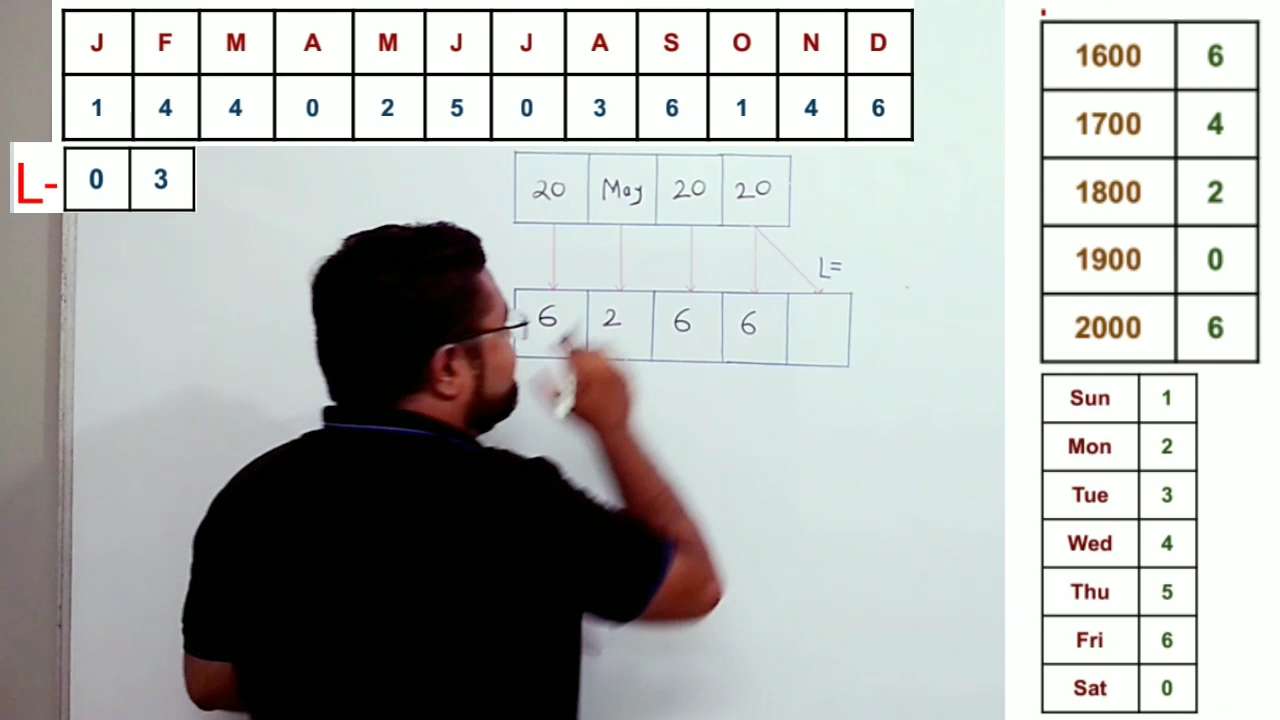 J F M A M J J A S O N D
1 4 4 0 2 5 0 3 6 1 4 6
L- 0 3
20 May 20 20
L=
6 2 6 6
1600 6
1700 4
1800 2
1900 0
2000 6
Sun 1
Mon 2
Tue 3
Wed 4
Thu 5
Fri 6
Sat 0